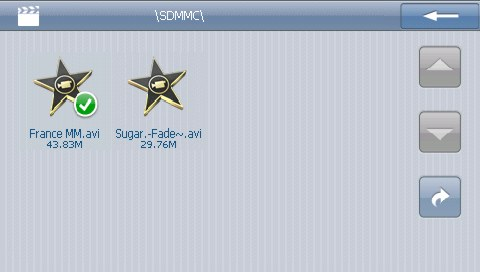 \SDMMC\
France MM.avi
43.83M
Sugar.-Fade~.avi
29.76M